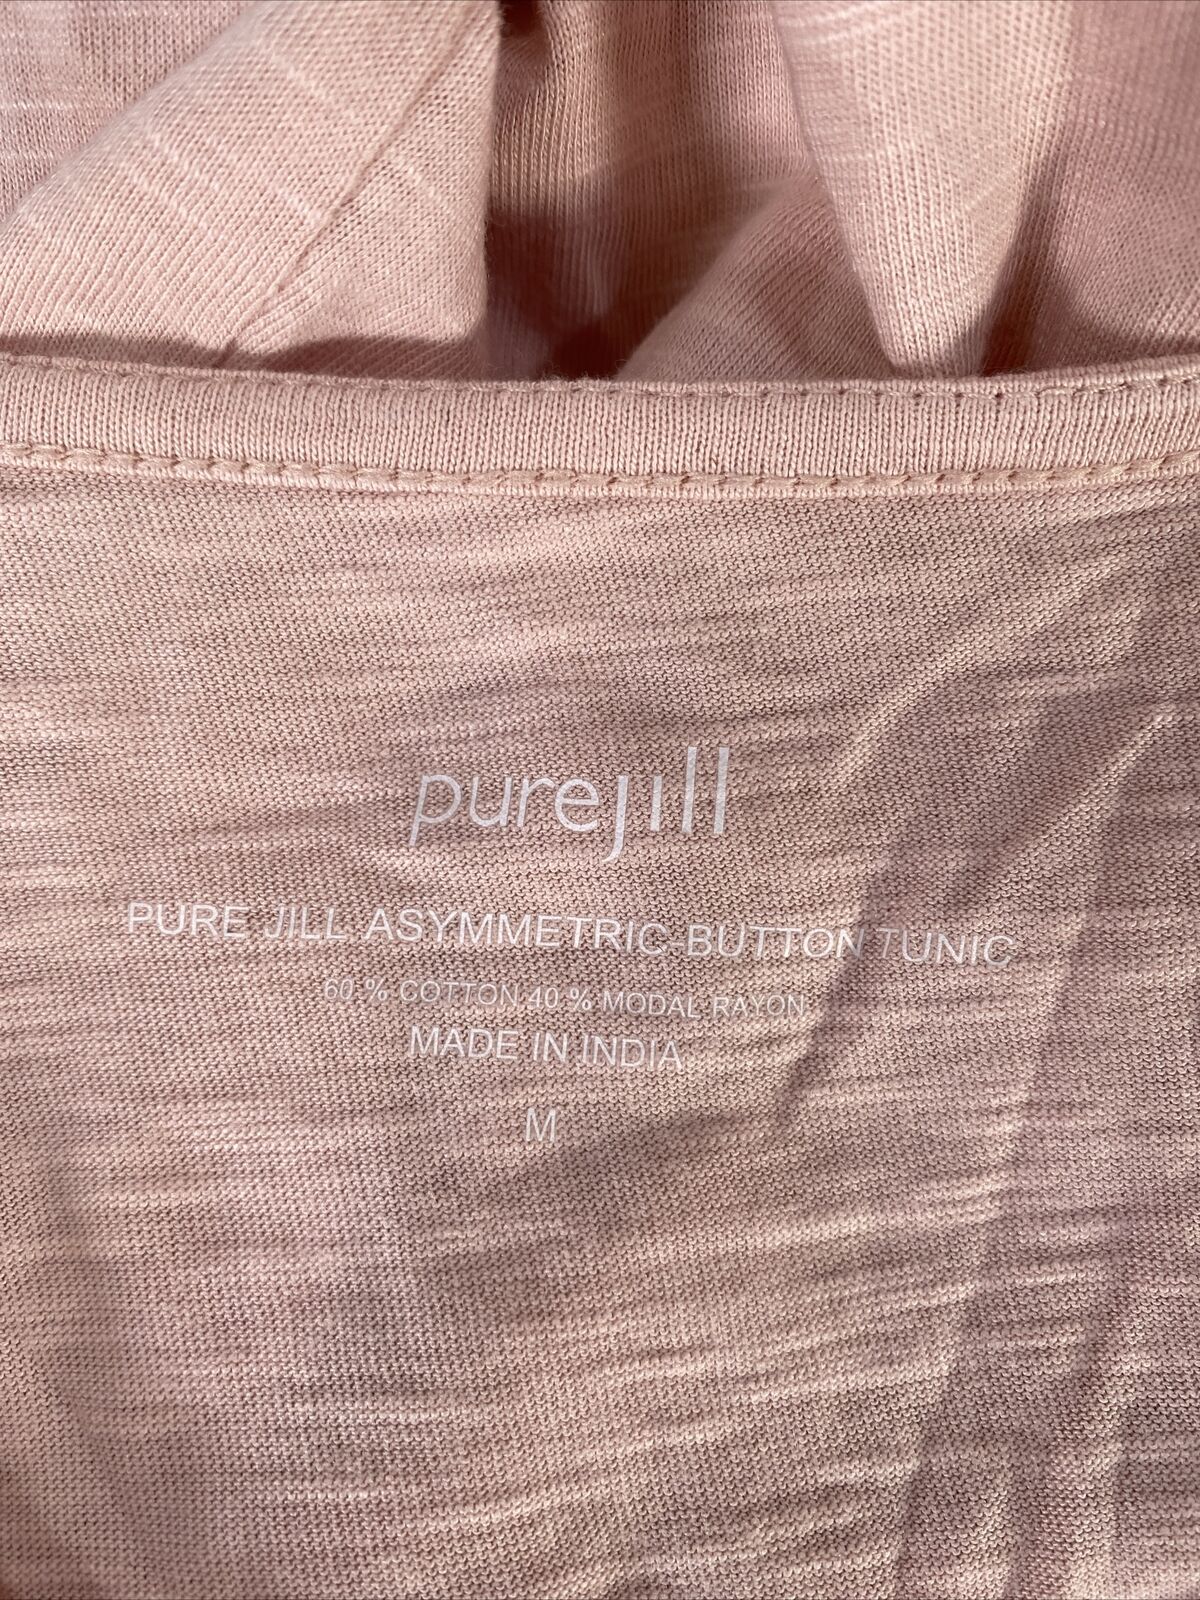 purejill
PURE JILL ASYMMETRIC-BUTTON TUNIC
60 % COTTON 40 % MODAL RAYON
MADE IN INDIA
M